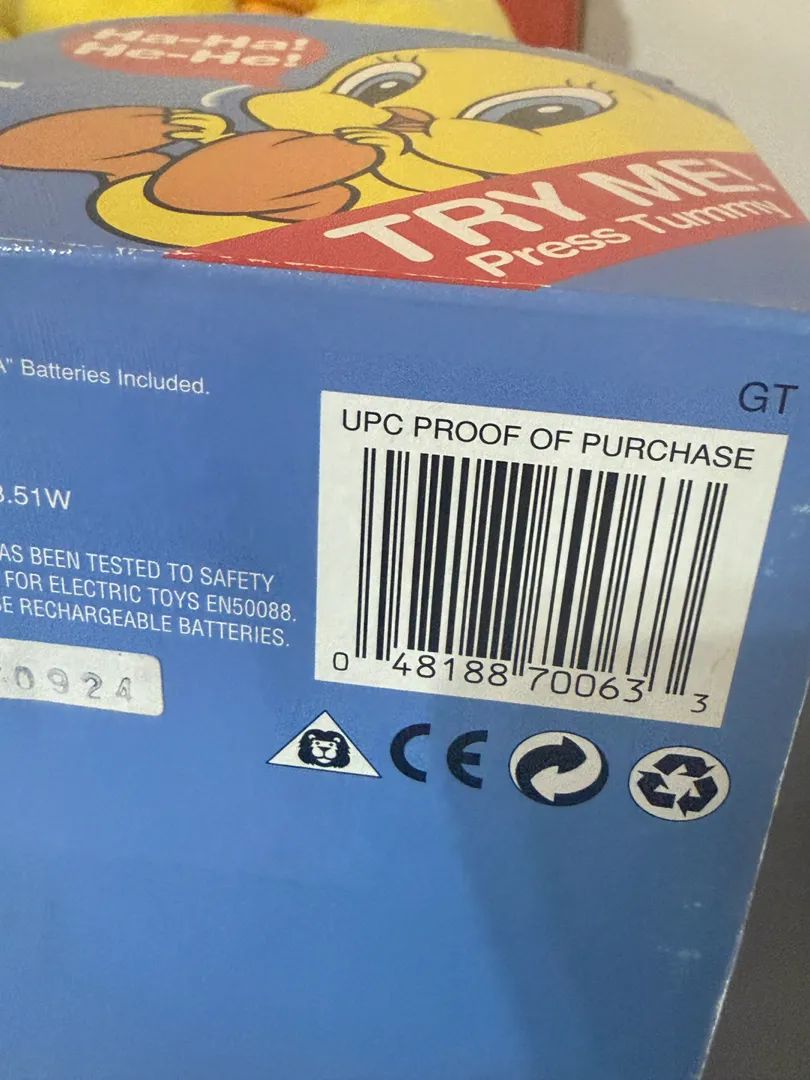 Ha-Ha!
He-He!
TRY ME!
Press Tummy
Batteries Included.
GT
UPC PROOF OF PURCHASE
.51W
BEEN TESTED TO SAFETY
FOR ELECTRIC TOYS EN50088.
RECHARGEABLE BATTERIES.
0924
0 48188 70063 3
CE